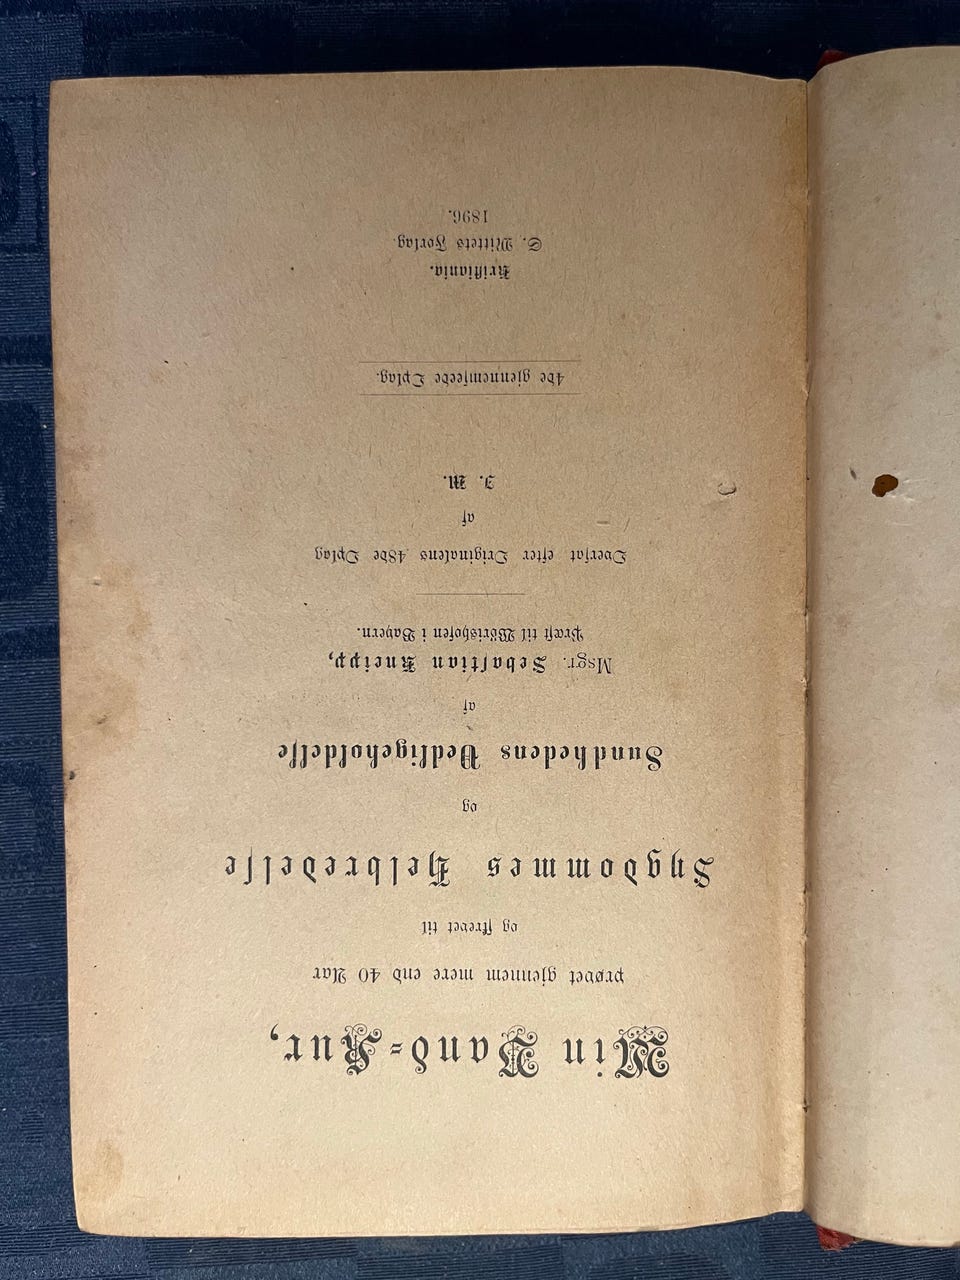 Min Vand-Kur,
prøvet gjennem mere end 40 Aar
og skrevet til
Sygdommes Helbredelse
og
Sundhedens Vedligeholdelse
af
Msgr. Sebastian Kneipp,
Præst til Wörishofen i Bayern.
Oversat efter Originalens 48de Oplag
af
J. M.
4de gjennemseede Oplag.
Kristiania.
S. Mittets Forlag.
1896.